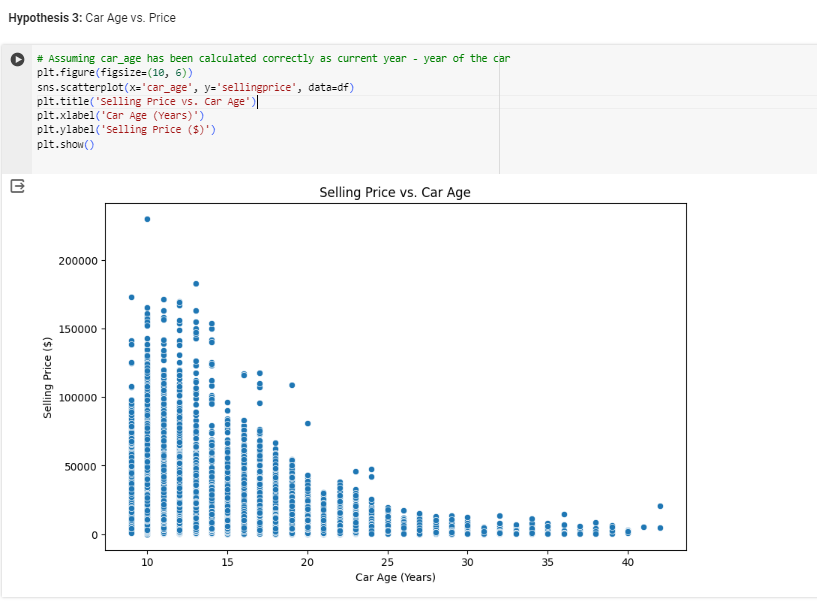 Hypothesis 3: Car Age vs. Price
# Assuming car_age has been calculated correctly as current year - year of the car
plt.figure(figsize=(10, 6))
sns.scatterplot(x='car_age', y='sellingprice', data=df)
plt.title('Selling Price vs. Car Age')
plt.xlabel('Car Age (Years)')
plt.ylabel('Selling Price ($)')
plt.show()
Selling Price vs. Car Age
200000
150000
100000
50000
0
Selling Price ($)
10 15 20 25 30 35 40
Car Age (Years)